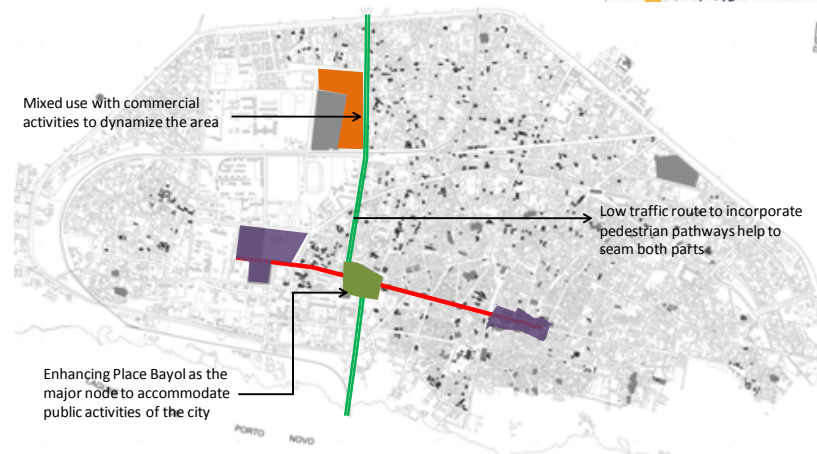 Mixed use with commercial
activities to dynamize the area
Low traffic route to incorporate
pedestrian pathways help to
seam both parts
Enhancing Place Bayol as the
major node to accommodate
public activities of the city
PORTO NOVO